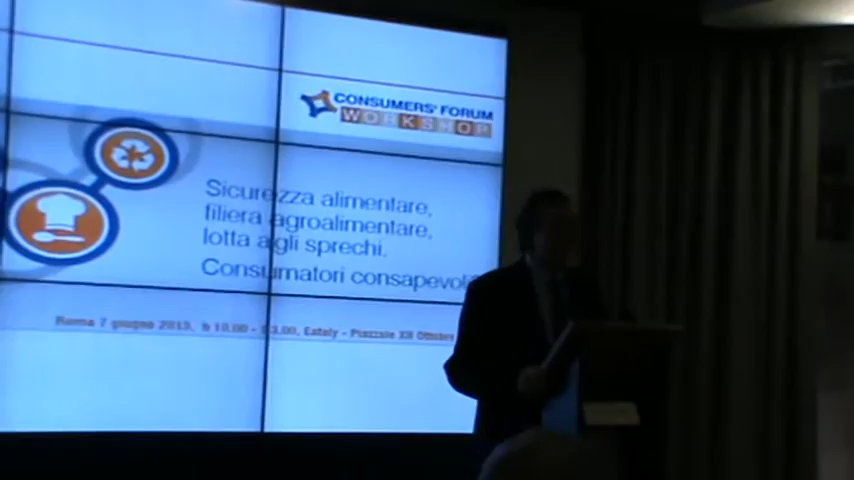 CONSUMERS' FORUM
WORKSHOP
Sicurezza alimentare,
filiera agroalimentare,
lotta agli sprechi.
Consumatori consapevoli?
Roma 7 giugno 2013, h 10.00 - 13.00, Eataly - Piazzale XII Ottobre